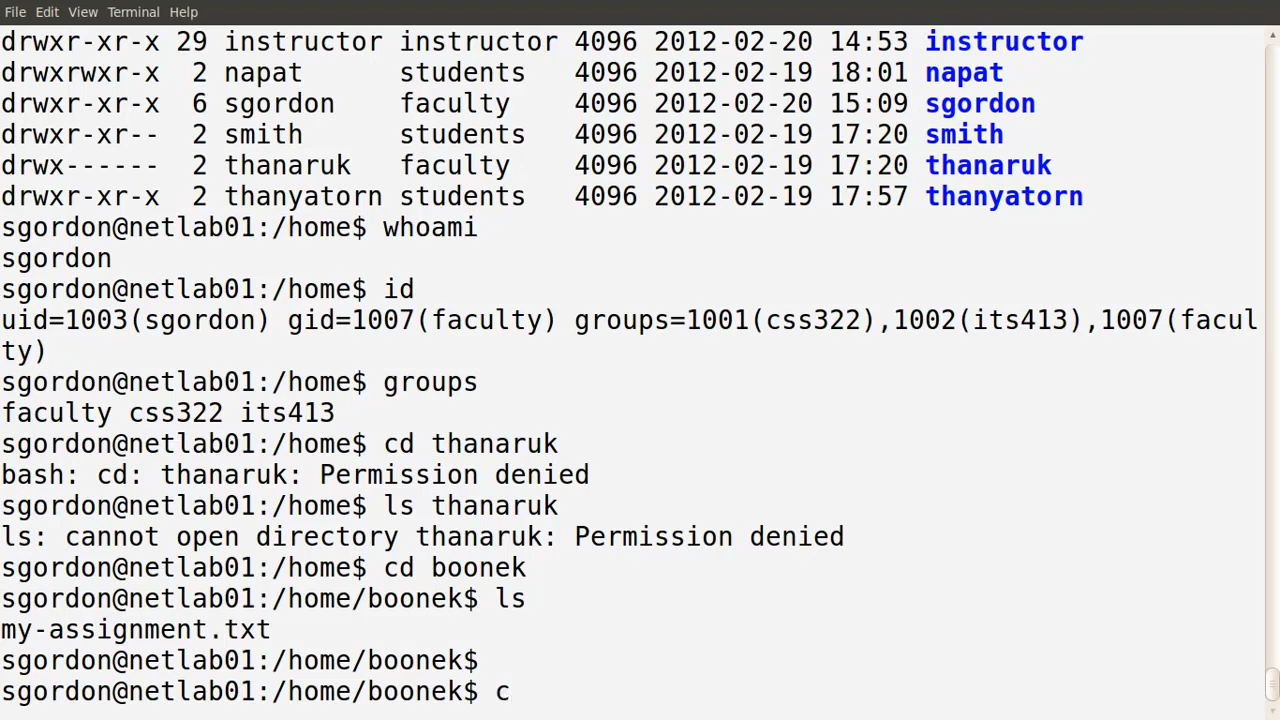 File Edit View Terminal Help
drwxr-xr-x 29 instructor instructor 4096 2012-02-20 14:53 instructor
drwxrwxr-x  2 napat      students   4096 2012-02-19 18:01 napat
drwxr-xr-x  6 sgordon    faculty    4096 2012-02-20 15:09 sgordon
drwxr-xr--  2 smith      students   4096 2012-02-19 17:20 smith
drwx------  2 thanaruk   faculty    4096 2012-02-19 17:20 thanaruk
drwxr-xr-x  2 thanyatorn students   4096 2012-02-19 17:57 thanyatorn
sgordon@netlab01:/home$ whoami
sgordon
sgordon@netlab01:/home$ id
uid=1003(sgordon) gid=1007(faculty) groups=1001(css322),1002(its413),1007(facul
ty)
sgordon@netlab01:/home$ groups
faculty css322 its413
sgordon@netlab01:/home$ cd thanaruk
bash: cd: thanaruk: Permission denied
sgordon@netlab01:/home$ ls thanaruk
ls: cannot open directory thanaruk: Permission denied
sgordon@netlab01:/home$ cd boonek
sgordon@netlab01:/home/boonek$ ls
my-assignment.txt
sgordon@netlab01:/home/boonek$
sgordon@netlab01:/home/boonek$ c